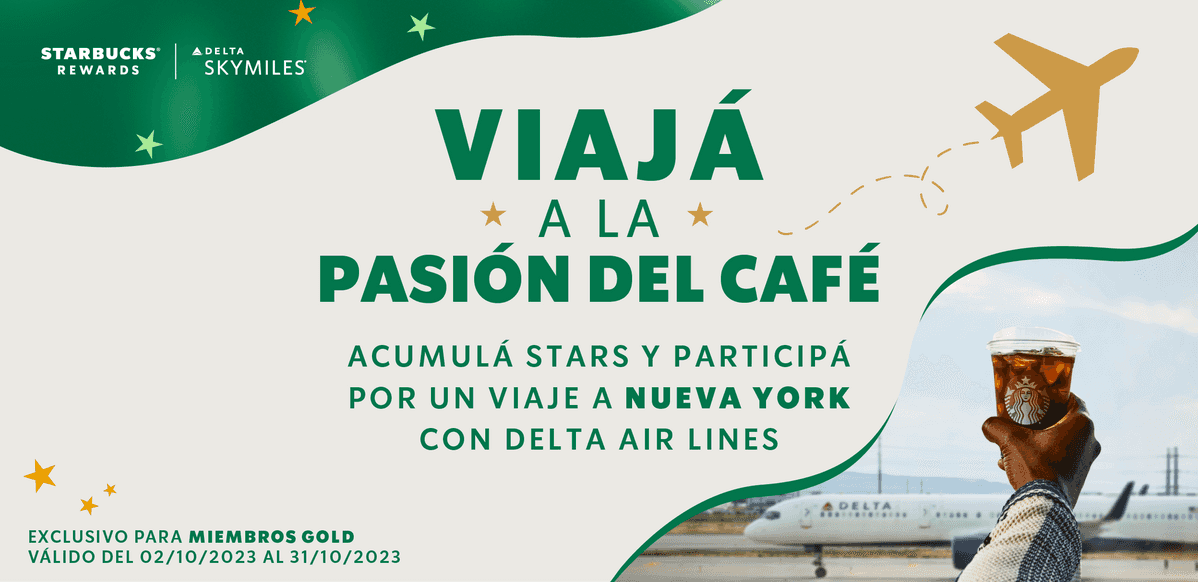 STARBUCKS®
REWARDS
DELTA
SKYMILES®
VIAJÁ
A LA
PASIÓN DEL CAFÉ
ACUMULÁ STARS Y PARTICIPÁ
POR UN VIAJE A NUEVA YORK
CON DELTA AIR LINES
DELTA
EXCLUSIVO PARA MIEMBROS GOLD
VÁLIDO DEL 02/10/2023 AL 31/10/2023